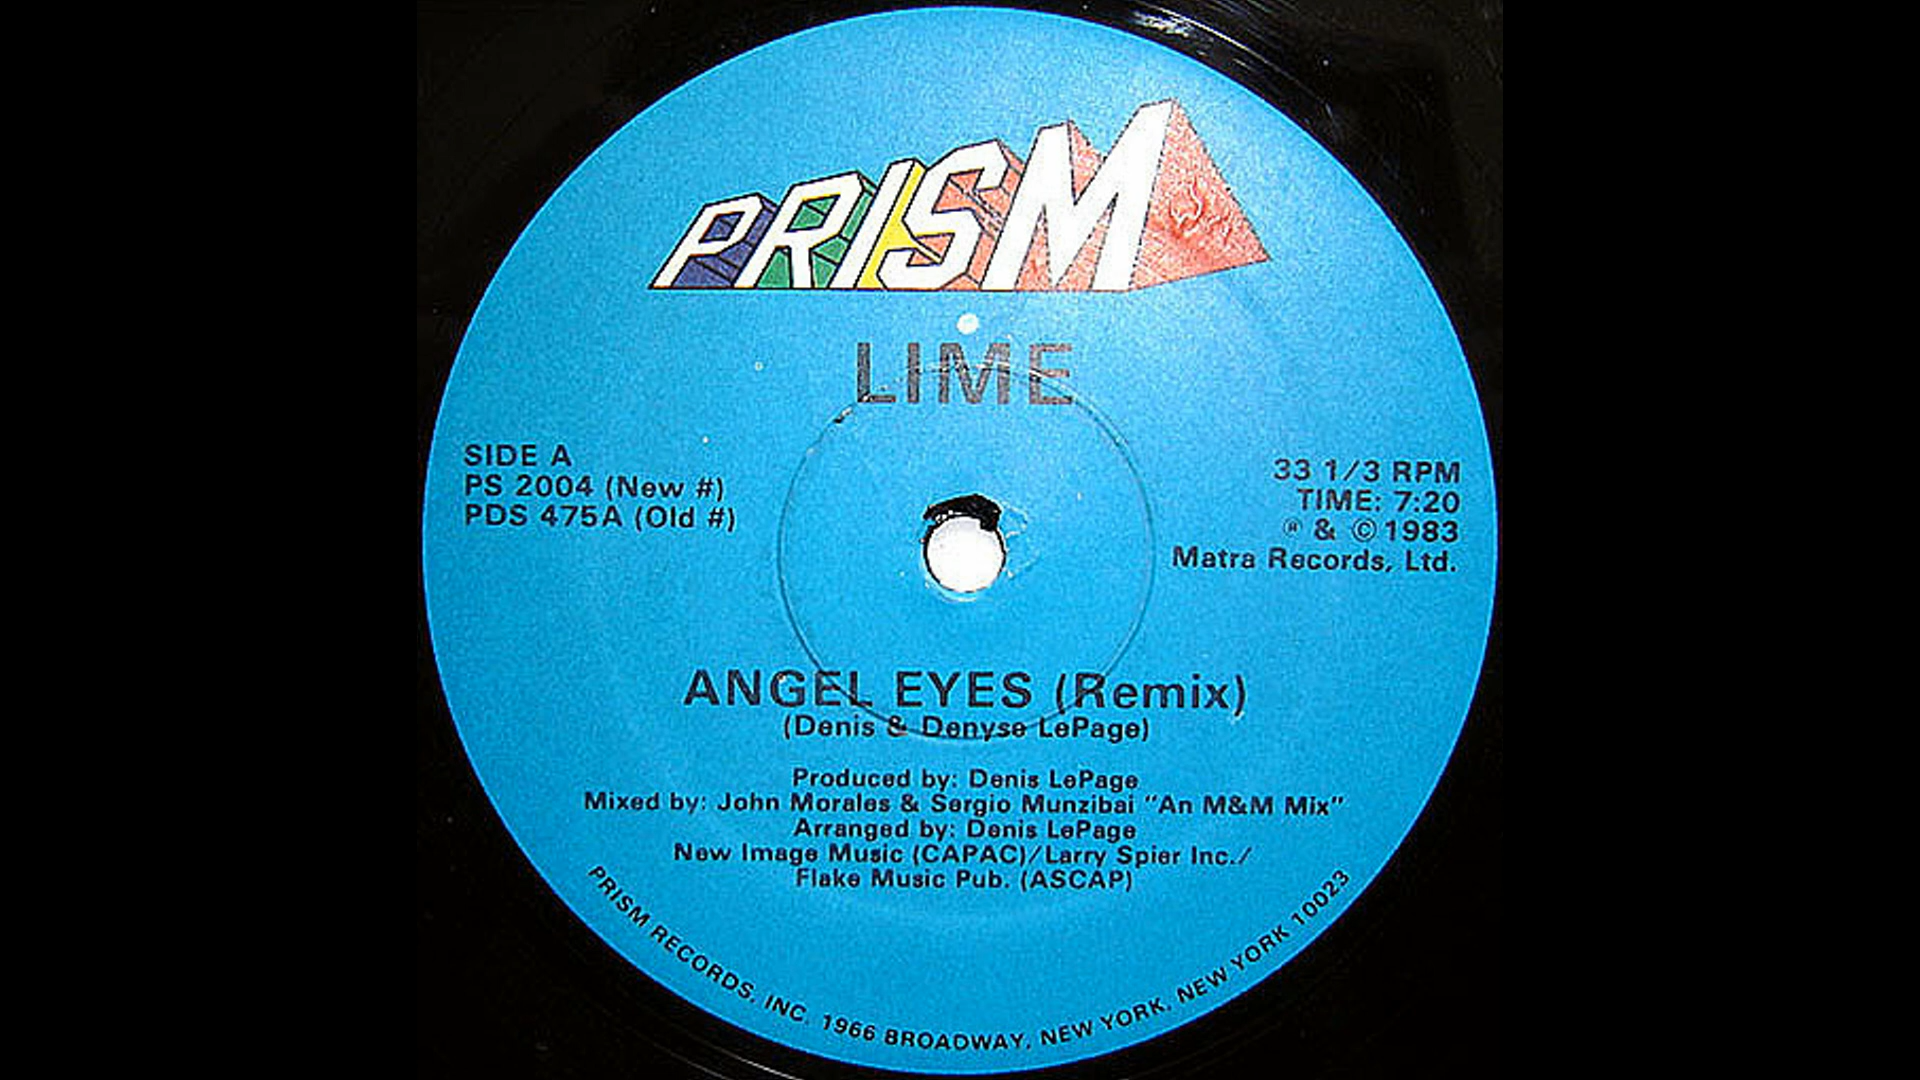 PRISM
LIME
SIDE A
PS 2004 (New #)
PDS 475A (Old #)
33 1/3 RPM
TIME: 7:20
℗ & © 1983
Matra Records, Ltd.
ANGEL EYES (Remix)
(Denis & Denyse LePage)
Produced by: Denis LePage
Mixed by: John Morales & Sergio Munzibai "An M&M Mix"
Arranged by: Denis LePage
New Image Music (CAPAC)/Larry Spier Inc./
Flake Music Pub. (ASCAP)
PRISM RECORDS, INC. 1966 BROADWAY, NEW YORK, NEW YORK 10023